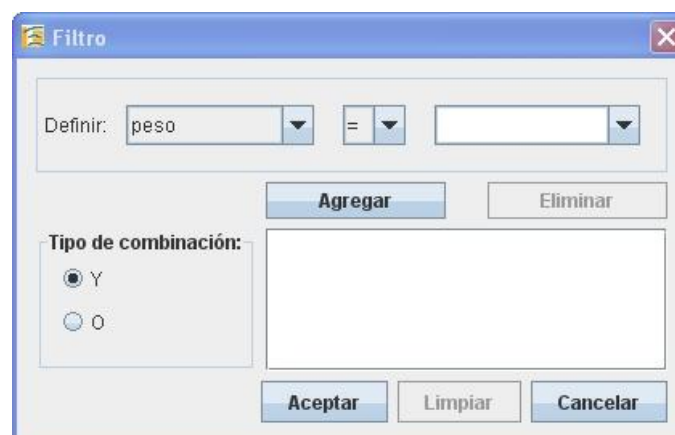 Filtro
Definir: peso =
Agregar Eliminar
Tipo de combinación:
Y
O
Aceptar Limpiar Cancelar